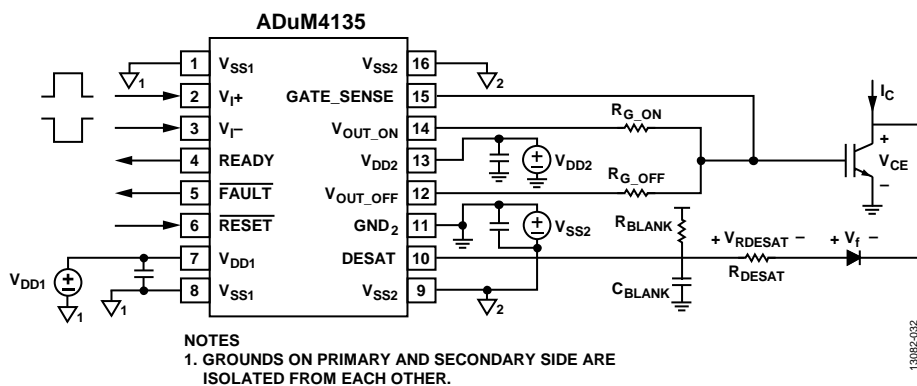 ADuM4135
1 VSS1
VSS2 16
1
2
2 VI+
GATE_SENSE 15
IC
3 VI−
VOUT_ON 14
RG_ON
4 READY
VDD2 13
VDD2
+
VCE
−
5 FAULT
VOUT_OFF 12
RG_OFF
6 RESET
GND2 11
VSS2
RBLANK
7 VDD1
DESAT 10
+ VRDESAT −
+ Vf −
VDD1
RDESAT
8 VSS1
VSS2 9
CBLANK
1
1
2
NOTES
1. GROUNDS ON PRIMARY AND SECONDARY SIDE ARE
ISOLATED FROM EACH OTHER.
13082-032